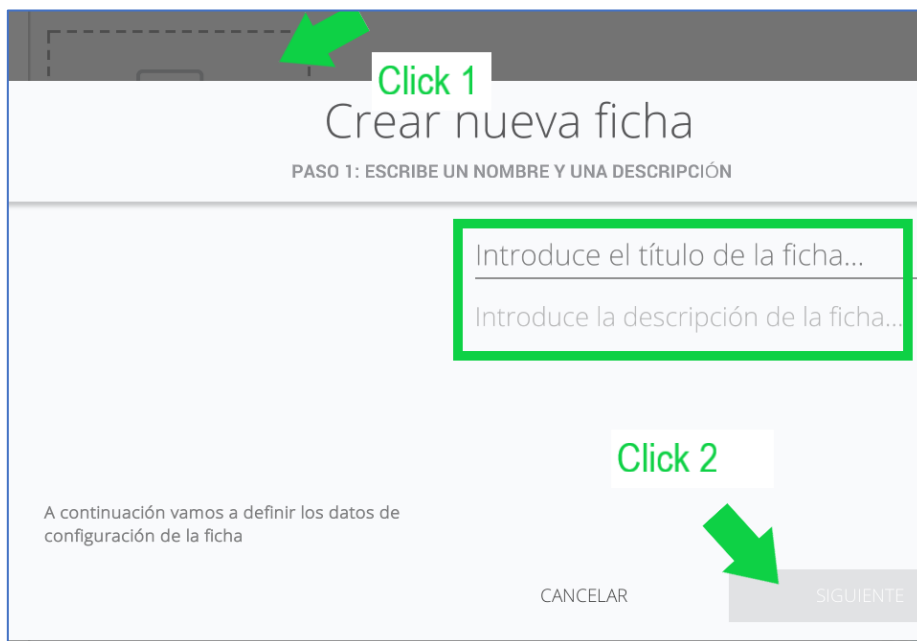 Click 1
Crear nueva ficha
PASO 1: ESCRIBE UN NOMBRE Y UNA DESCRIPCIÓN
Introduce el título de la ficha...
Introduce la descripción de la ficha...
Click 2
A continuación vamos a definir los datos de
configuración de la ficha
CANCELAR
SIGUIENTE